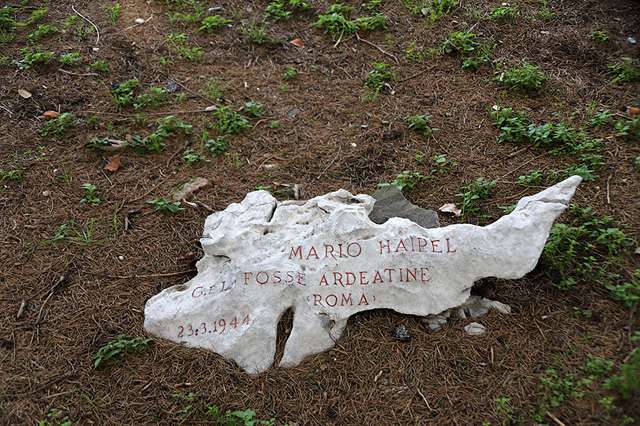 MARIO HAIPEL
G.E L. FOSSE ARDEATINE
(ROMA)
23.3.1944